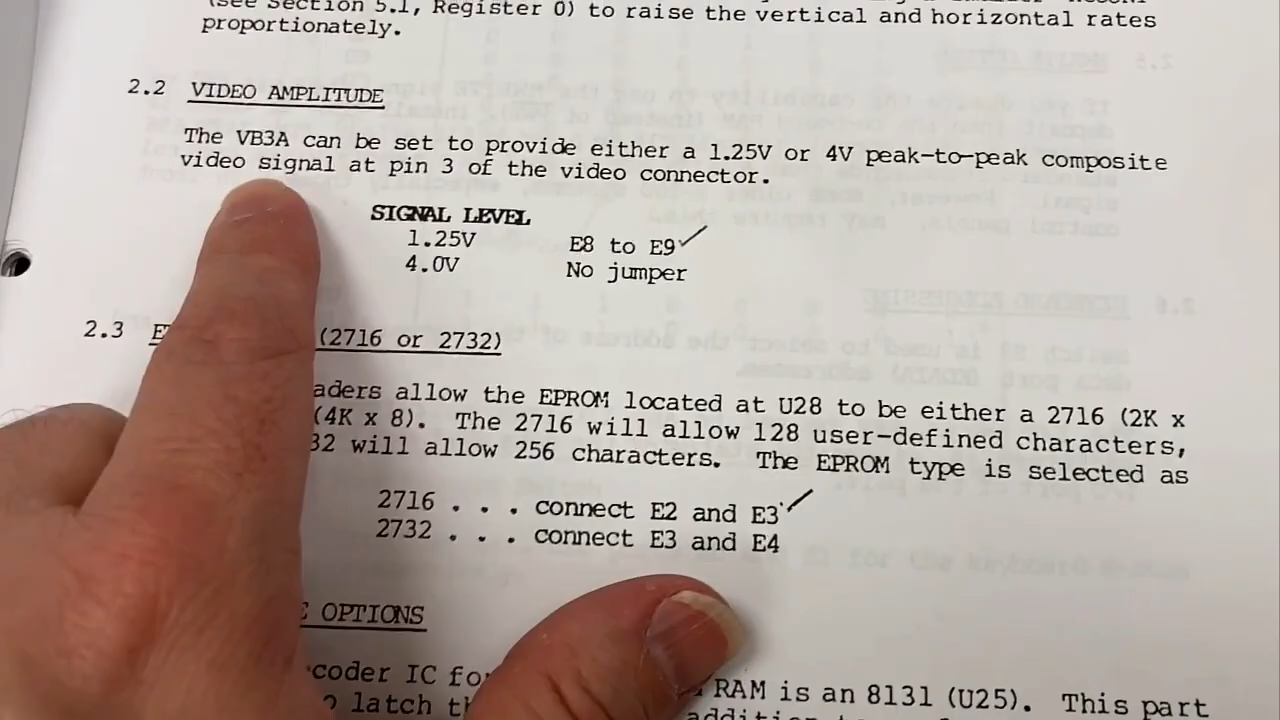 (see Section 5.1, Register 0) to raise the vertical and horizontal rates
proportionately.
2.2 VIDEO AMPLITUDE
The VB3A can be set to provide either a 1.25V or 4V peak-to-peak composite
video signal at pin 3 of the video connector.
SIGNAL LEVEL
1.25V E8 to E9 ✓
4.0V No jumper
2.3 (2716 or 2732)
aders allow the EPROM located at U28 to be either a 2716 (2K x
(4K x 8). The 2716 will allow 128 user-defined characters,
32 will allow 256 characters. The EPROM type is selected as
2716 . . . connect E2 and E3 ✓
2732 . . . connect E3 and E4
OPTIONS
coder IC for
latch
RAM is an 8131 (U25). This part